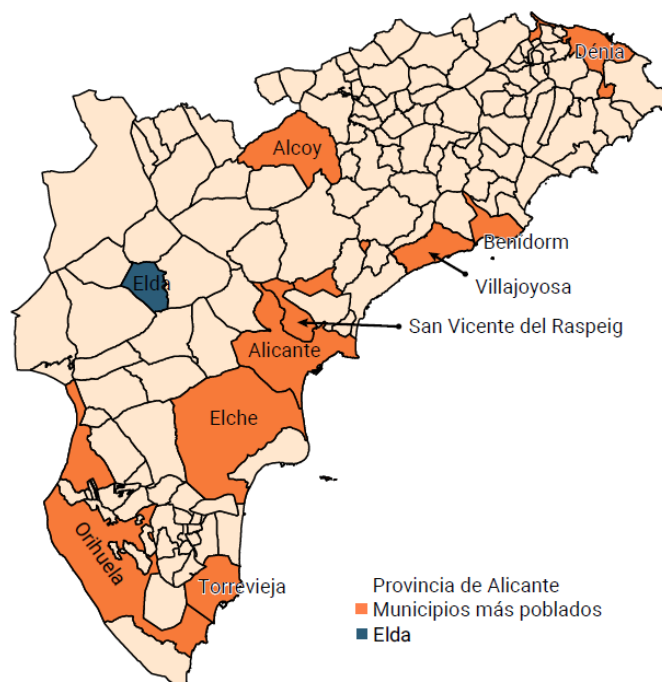 Dénia
Alcoy
Benidorm
Elda
Villajoyosa
San Vicente del Raspeig
Alicante
Elche
Orihuela
Torrevieja
Provincia de Alicante
Municipios más poblados
Elda